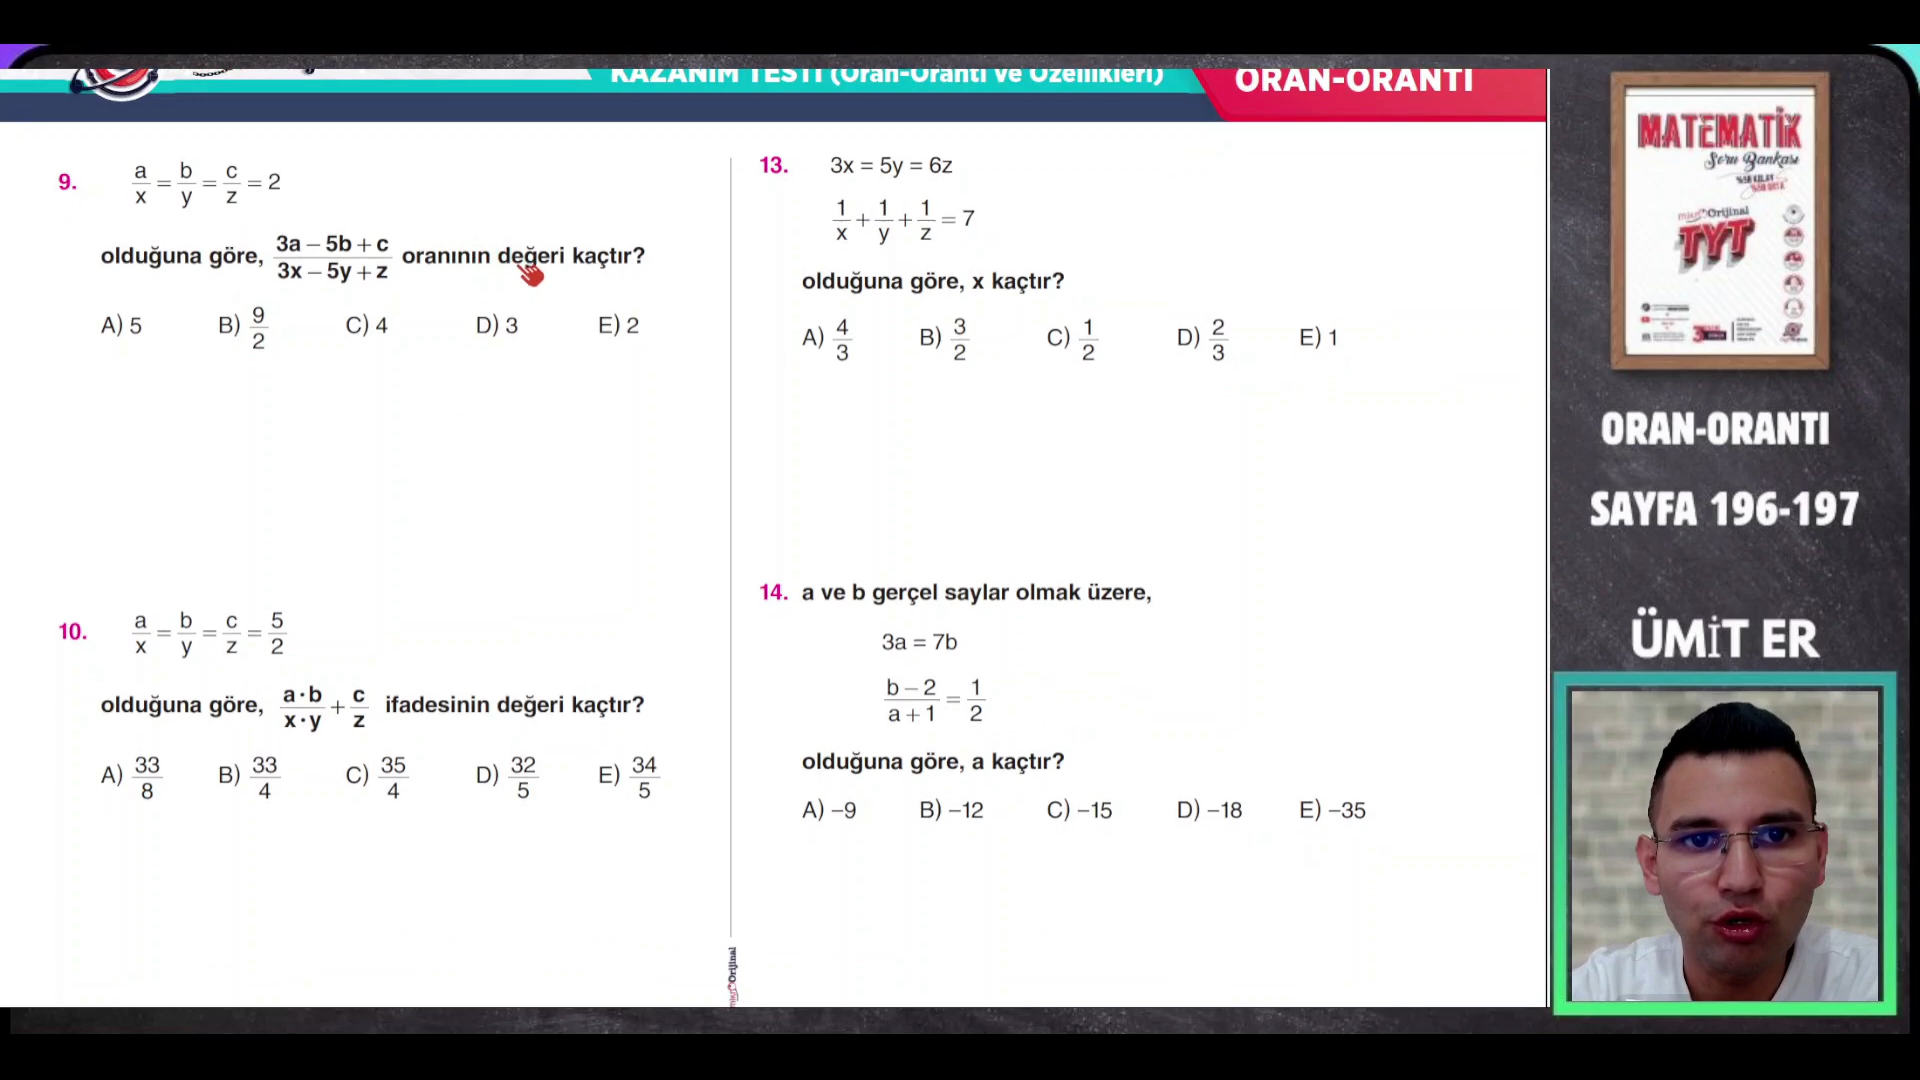 KAZANIM TESTİ (Oran-Orantı ve Özellikleri)
ORAN-ORANTI
9. a/x = b/y = c/z = 2
olduğuna göre, (3a – 5b + c)/(3x – 5y + z) oranının değeri kaçtır?
A) 5 B) 9/2 C) 4 D) 3 E) 2
10. a/x = b/y = c/z = 5/2
olduğuna göre, (a·b)/(x·y) + c/z ifadesinin değeri kaçtır?
A) 33/8 B) 33/4 C) 35/4 D) 32/5 E) 34/5
13. 3x = 5y = 6z
1/x + 1/y + 1/z = 7
olduğuna göre, x kaçtır?
A) 4/3 B) 3/2 C) 1/2 D) 2/3 E) 1
14. a ve b gerçel saylar olmak üzere,
3a = 7b
(b – 2)/(a + 1) = 1/2
olduğuna göre, a kaçtır?
A) –9 B) –12 C) –15 D) –18 E) –35
Orijinal
MATEMATİK
Soru Bankası
Orijinal
TYT
ORAN-ORANTI
SAYFA 196-197
ÜMİT ER